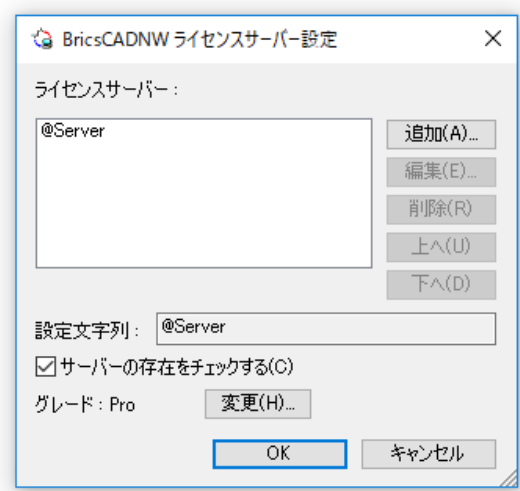 BricsCADNW ライセンスサーバー設定
ライセンスサーバー :
@Server
追加(A)...
編集(E)...
削除(R)
上へ(U)
下へ(D)
設定文字列 : @Server
サーバーの存在をチェックする(C)
グレード : Pro 変更(H)...
OK キャンセル